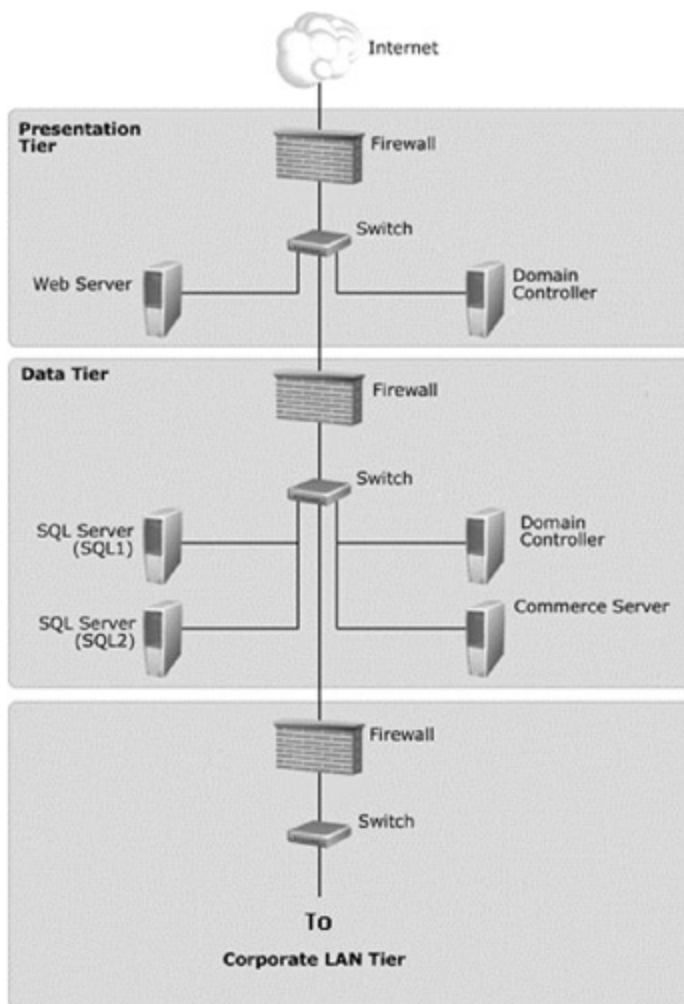 Internet
Presentation
Tier
Firewall
Switch
Web Server
Domain
Controller
Data Tier
Firewall
Switch
SQL Server
(SQL1)
Domain
Controller
SQL Server
(SQL2)
Commerce Server
Firewall
Switch
To
Corporate LAN Tier